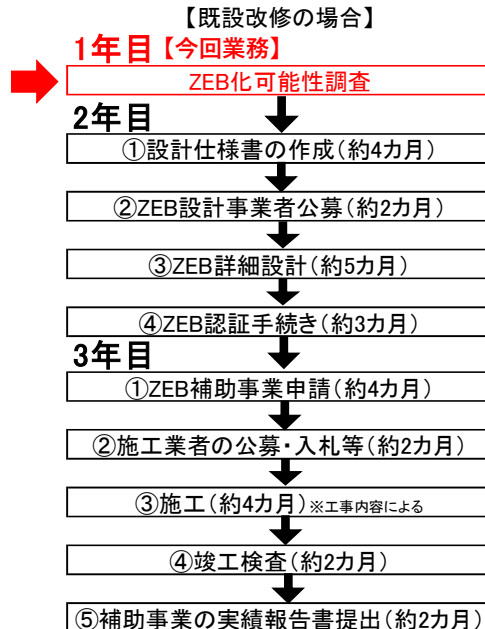 【既設改修の場合】
1年目【今回業務】
ZEB化可能性調査
2年目
①設計仕様書の作成(約4カ月)
②ZEB設計事業者公募(約2カ月)
③ZEB詳細設計(約5カ月)
④ZEB認証手続き(約3カ月)
3年目
①ZEB補助事業申請(約4カ月)
②施工業者の公募・入札等(約2カ月)
③施工(約4カ月)※工事内容による
④竣工検査(約2カ月)
⑤補助事業の実績報告書提出(約2カ月)